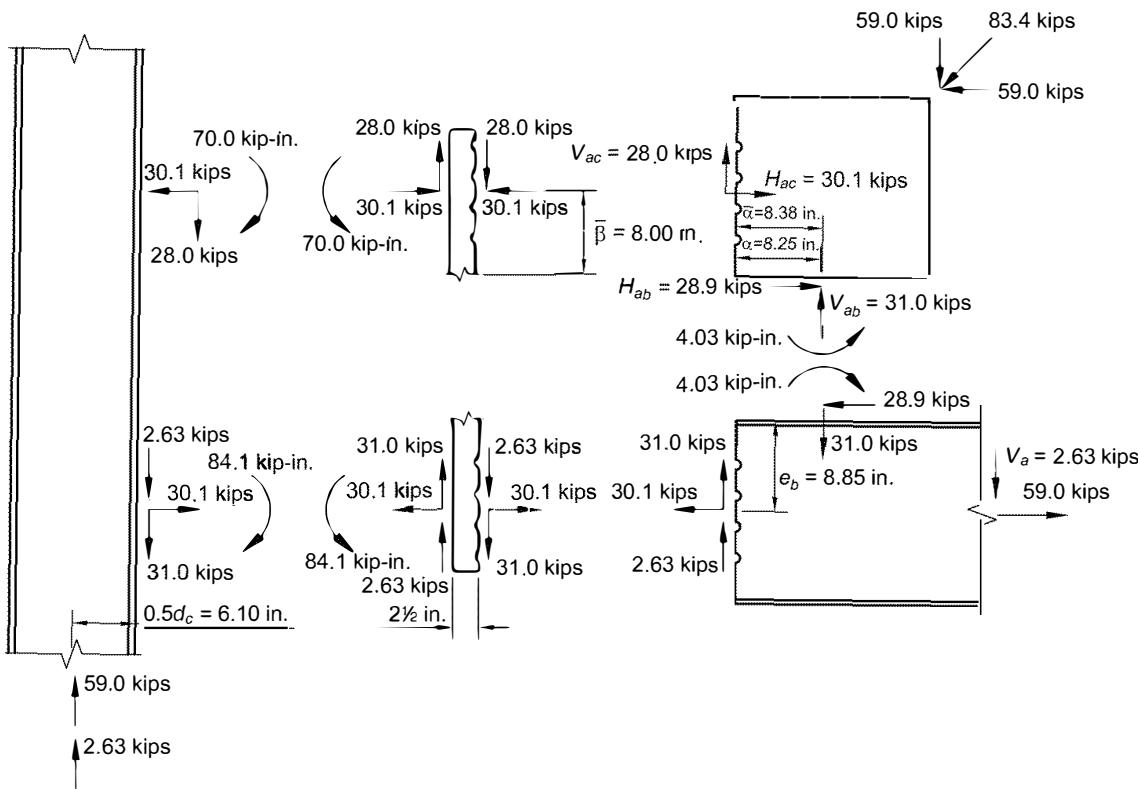 59.0 kips
83.4 kips
59.0 kips
70.0 kip-in.
30.1 kips
28.0 kips
28.0 kips
28.0 kips
30.1 kips
30.1 kips
70.0 kip-in.
β̅ = 8.00 in.
Vac = 28.0 kips
Hac = 30.1 kips
α̅=8.38 in.
α=8.25 in.
Hab = 28.9 kips
Vab = 31.0 kips
4.03 kip-in.
4.03 kip-in.
28.9 kips
31.0 kips
eb = 8.85 in.
Va = 2.63 kips
59.0 kips
2.63 kips
84.1 kip-in.
30.1 kips
31.0 kips
31.0 kips
2.63 kips
30.1 kips
30.1 kips
84.1 kip-in.
31.0 kips
2.63 kips
2½ in.
31.0 kips
30.1 kips
2.63 kips
0.5dc = 6.10 in.
59.0 kips
2.63 kips